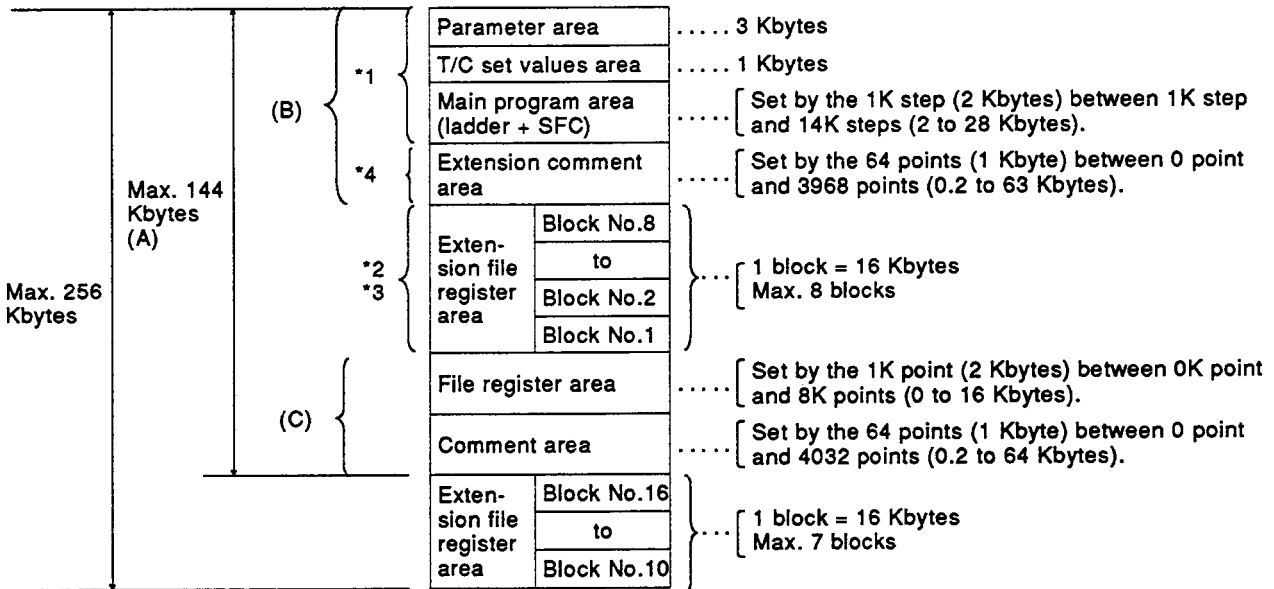 Parameter area ..... 3 Kbytes
T/C set values area ..... 1 Kbytes
*1
(B)
Main program area
(ladder + SFC)
..... Set by the 1K step (2 Kbytes) between 1K step
and 14K steps (2 to 28 Kbytes).
*4
Extension comment
area
..... Set by the 64 points (1 Kbyte) between 0 point
and 3968 points (0.2 to 63 Kbytes).
Max. 144
Kbytes
(A)
Max. 256
Kbytes
*2
*3
Exten-
sion file
register
area
Block No.8
to
Block No.2
Block No.1
... 1 block = 16 Kbytes
Max. 8 blocks
(C)
File register area
..... Set by the 1K point (2 Kbytes) between 0K point
and 8K points (0 to 16 Kbytes).
Comment area
..... Set by the 64 points (1 Kbyte) between 0 point
and 4032 points (0.2 to 64 Kbytes).
Exten-
sion file
register
area
Block No.16
to
Block No.10
... 1 block = 16 Kbytes
Max. 7 blocks